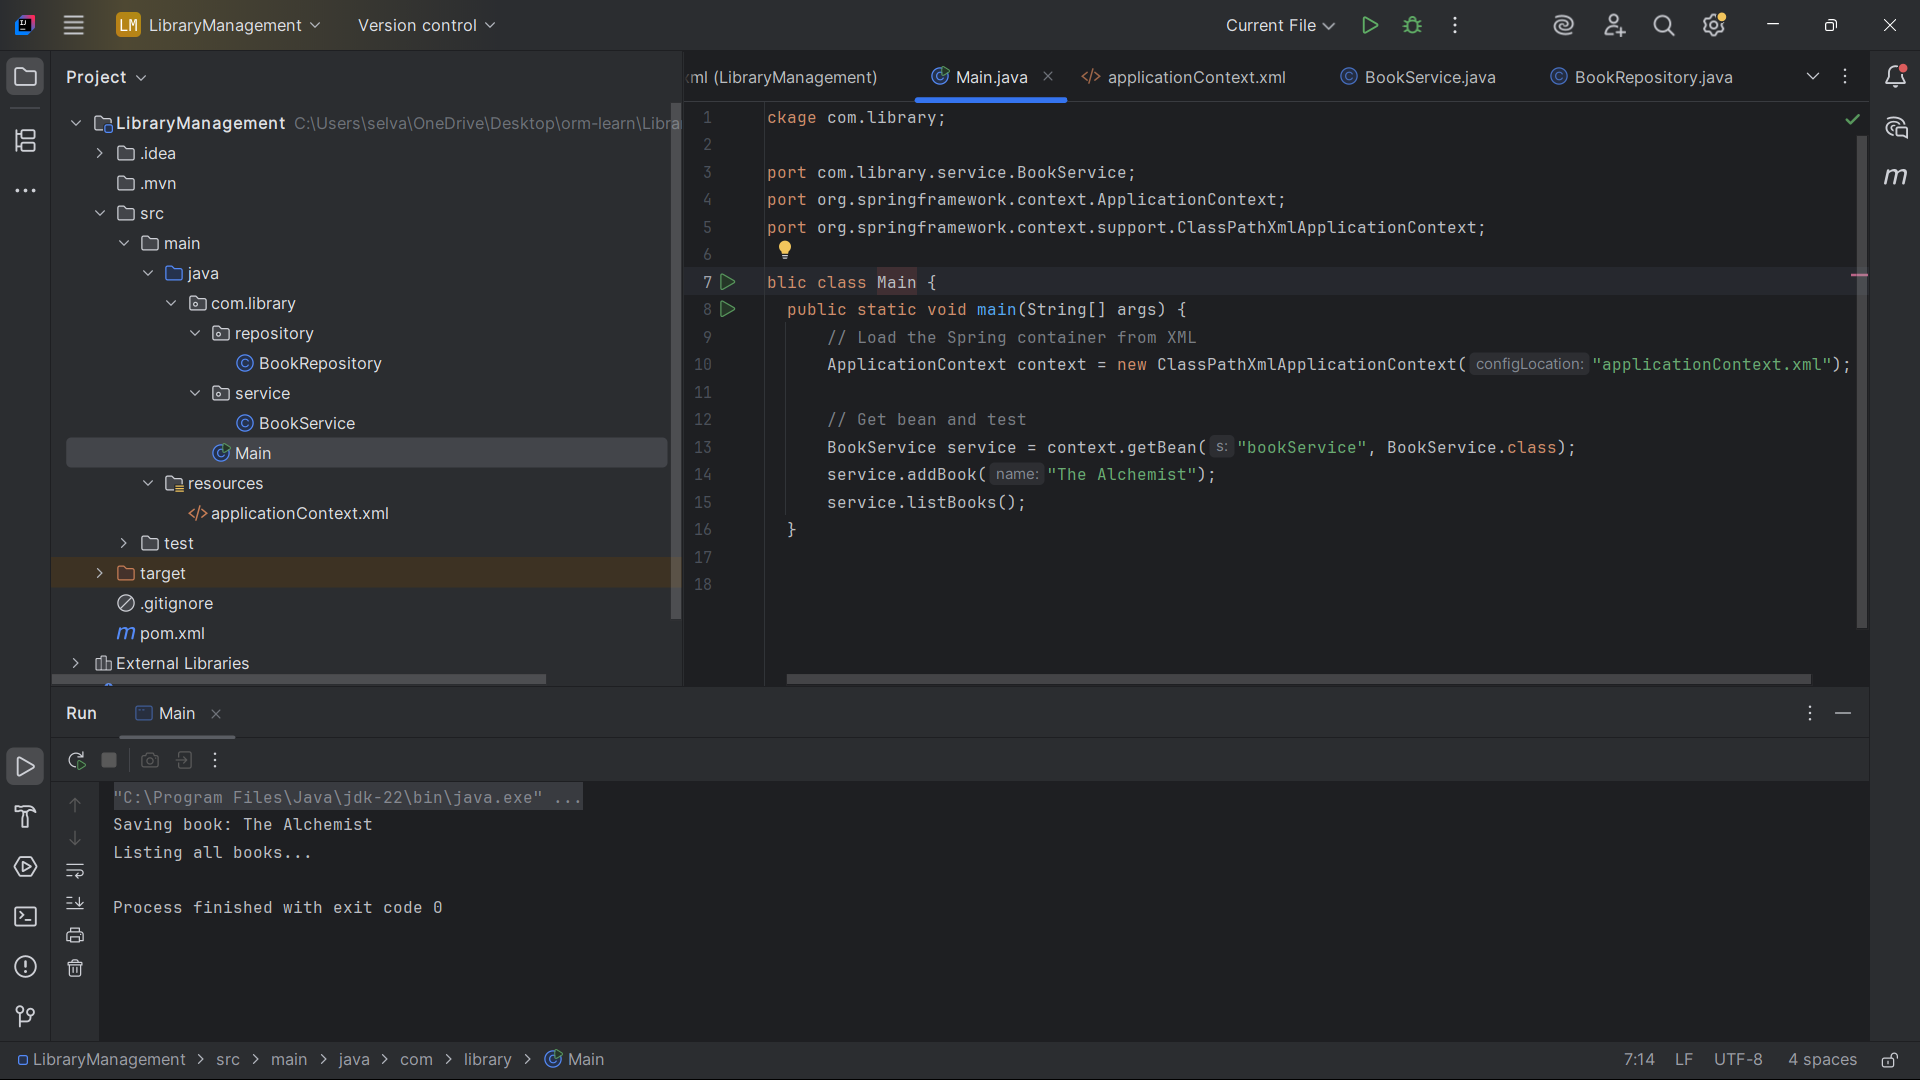 LM LibraryManagement Version control Current File
Project
ml (LibraryManagement) Main.java applicationContext.xml BookService.java BookRepository.java
LibraryManagement C:\Users\selva\OneDrive\Desktop\orm-learn\Libra
.idea
.mvn
src
main
java
com.library
repository
BookRepository
service
BookService
Main
resources
applicationContext.xml
test
target
.gitignore
pom.xml
External Libraries
1 ckage com.library;
2
3 port com.library.service.BookService;
4 port org.springframework.context.ApplicationContext;
5 port org.springframework.context.support.ClassPathXmlApplicationContext;
6
7 blic class Main {
8 public static void main(String[] args) {
9 // Load the Spring container from XML
10 ApplicationContext context = new ClassPathXmlApplicationContext( configLocation: "applicationContext.xml");
11
12 // Get bean and test
13 BookService service = context.getBean( s: "bookService", BookService.class);
14 service.addBook( name: "The Alchemist");
15 service.listBooks();
16 }
17
18
m
Run Main
"C:\Program Files\Java\jdk-22\bin\java.exe" ...
Saving book: The Alchemist
Listing all books...
Process finished with exit code 0
LibraryManagement > src > main > java > com > library > Main 7:14 LF UTF-8 4 spaces